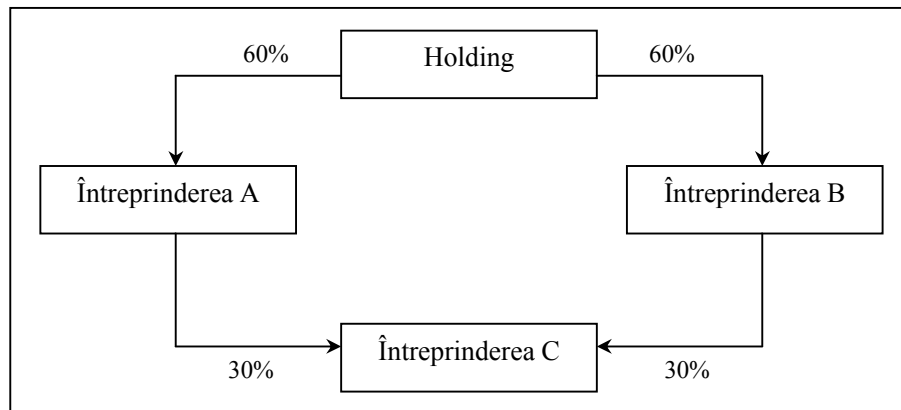 60%
Holding
60%
Întreprinderea A
Întreprinderea B
Întreprinderea C
30%
30%